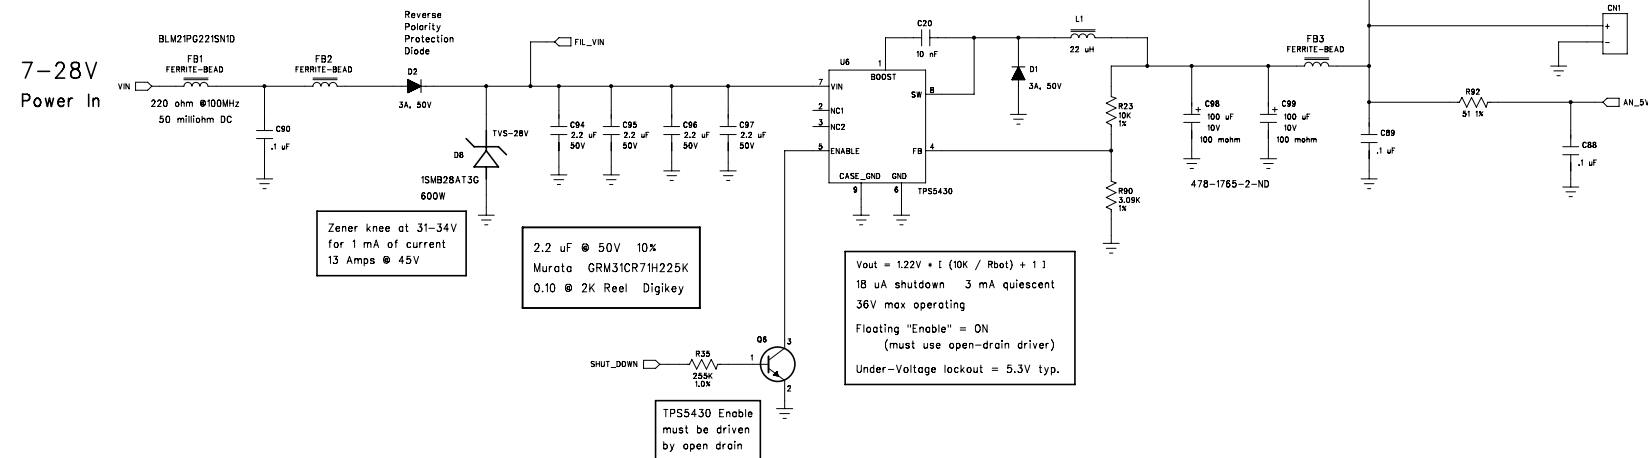 7-28V
Power In
VIN
BLM21PG221SN1D
FB1
FERRITE-BEAD
220 ohm @100MHz
50 milliohm DC
C90
.1 uF
FB2
FERRITE-BEAD
Reverse
Polarity
Protection
Diode
D2
3A, 50V
FIL_VIN
TVS-28V
D8
1SMB28AT3G
600W
Zener knee at 31-34V
for 1 mA of current
13 Amps @ 45V
C94
2.2 uF
50V
C95
2.2 uF
50V
C96
2.2 uF
50V
C97
2.2 uF
50V
2.2 uF @ 50V 10%
Murata GRM31CR71H225K
0.10 @ 2K Reel Digikey
U6
7
VIN
2
NC1
3
NC2
5
ENABLE
1
BOOST
8
SW
4
FB
CASE_GND
9
GND
6
TPS5430
C20
10 nF
D1
3A, 50V
L1
22 uH
R23
10K
1%
R90
3.09K
1%
+
C98
100 uF
10V
100 mohm
+
C99
100 uF
10V
100 mohm
478-1765-2-ND
FB3
FERRITE-BEAD
CN1
+
-
C89
.1 uF
R92
51 1%
AN_5V
C88
.1 uF
Vout = 1.22V * [ (10K / Rbot) + 1 ]
18 uA shutdown 3 mA quiescent
36V max operating
Floating "Enable" = ON
(must use open-drain driver)
Under-Voltage lockout = 5.3V typ.
SHUT_DOWN
R35
255K
1.0%
Q6
1
3
2
TPS5430 Enable
must be driven
by open drain